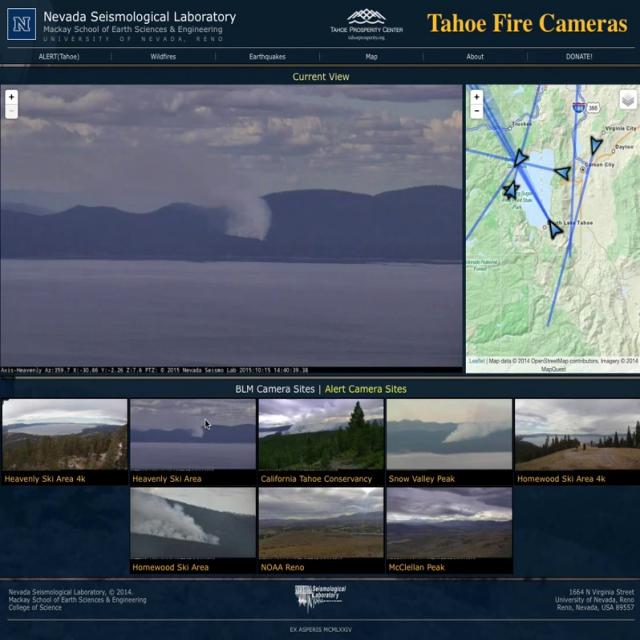 Nevada Seismological Laboratory
Mackay School of Earth Sciences & Engineering
UNIVERSITY OF NEVADA, RENO
TAHOE PROSPERITY CENTER
tahoeprosperity.org
Tahoe Fire Cameras
ALERT(Tahoe) Wildfires Earthquakes Map About DONATE!
Current View
Truckee
395
Virginia City
Dayton
Carson City
South Lake Tahoe
Axis-Heavenly Az:359.7 X:-30.86 Y:-2.26 Z:7.6 PTZ: © 2015 Nevada Seismo Lab 2015:10:15 14:40:39.38
Leaflet | Map data © 2014 OpenStreetMap contributors, Imagery © 2014
MapQuest
BLM Camera Sites | Alert Camera Sites
Heavenly Ski Area 4k
Heavenly Ski Area
California Tahoe Conservancy
Snow Valley Peak
Homewood Ski Area 4k
Homewood Ski Area
NOAA Reno
McClellan Peak
Nevada Seismological Laboratory, © 2014.
Mackay School of Earth Sciences & Engineering
College of Science
Seismological
Laboratory
1664 N Virginia Street
University of Nevada, Reno
Reno, Nevada, USA 89557
EX ASPERIS MCMLXXIV